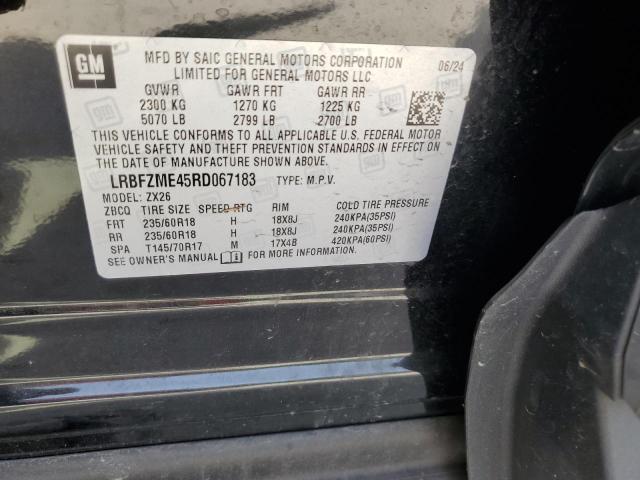 GM
MFD BY SAIC GENERAL MOTORS CORPORATION 06/24
LIMITED FOR GENERAL MOTORS LLC
GVWR GAWR FRT GAWR RR
2300 KG 1270 KG 1225 KG
5070 LB 2799 LB 2700 LB
THIS VEHICLE CONFORMS TO ALL APPLICABLE U.S. FEDERAL MOTOR
VEHICLE SAFETY AND THEFT PREVENTION STANDARDS IN EFFECT ON
THE DATE OF MANUFACTURE SHOWN ABOVE.
LRBFZME45RD067183 TYPE: M.P.V.
MODEL: ZX26
ZBCQ TIRE SIZE SPEED RTG RIM COLD TIRE PRESSURE
FRT 235/60R18 H 18X8J 240KPA(35PSI)
RR 235/60R18 H 18X8J 240KPA(35PSI)
SPA T145/70R17 M 17X4B 420KPA(60PSI)
SEE OWNER'S MANUAL FOR MORE INFORMATION.